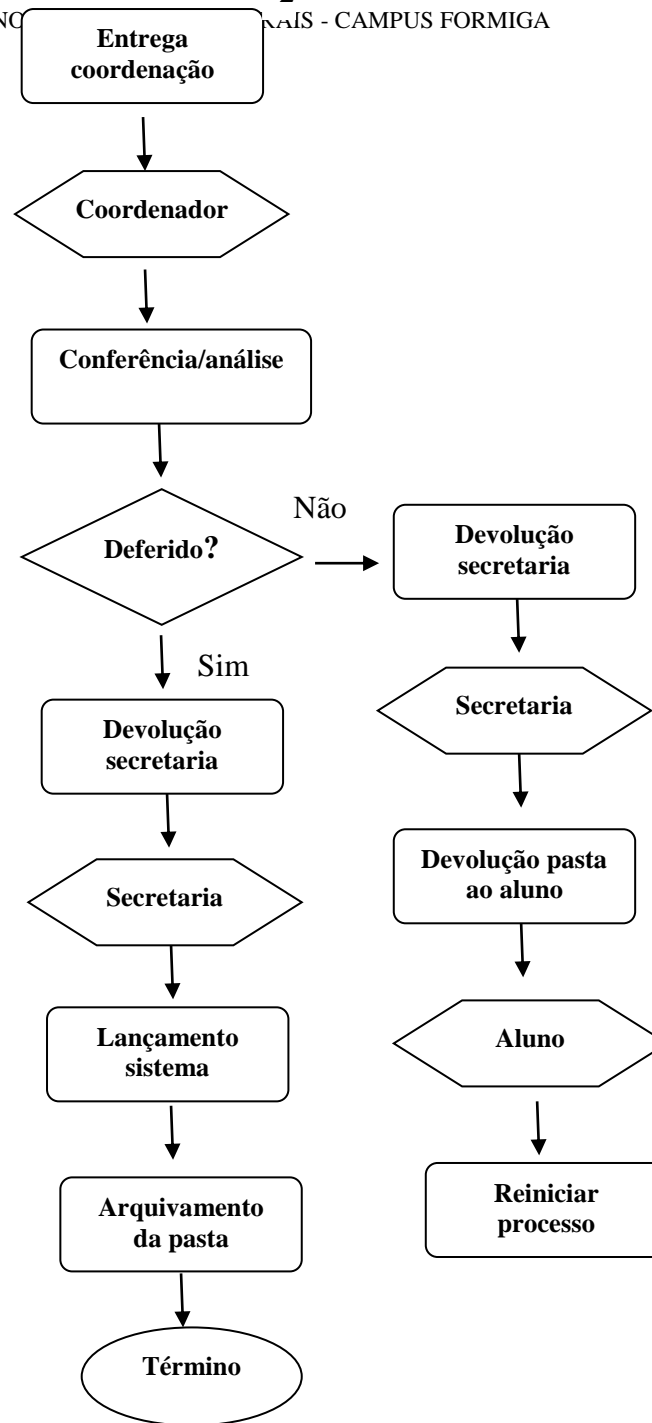 - CAMPUS FORMIGA
Entrega
coordenação
Coordenador
Conferência/análise
Deferido?
Não
Devolução
secretaria
Secretaria
Devolução pasta
ao aluno
Aluno
Reiniciar
processo
Sim
Devolução
secretaria
Secretaria
Lançamento
sistema
Arquivamento
da pasta
Término